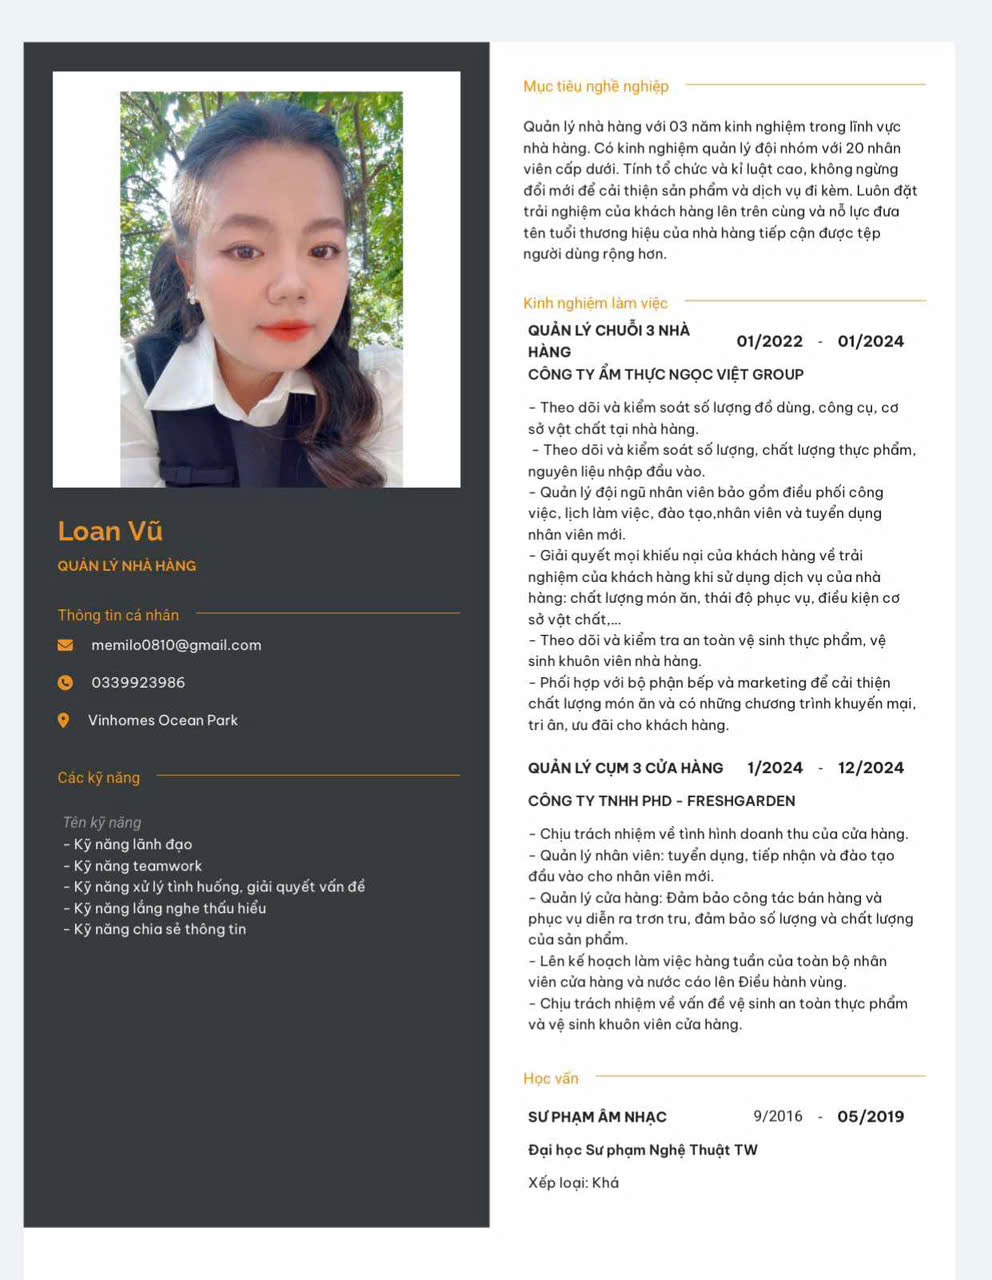 Loan Vũ
QUẢN LÝ NHÀ HÀNG
Thông tin cá nhân
memilo0810@gmail.com
0339923986
Vinhomes Ocean Park
Các kỹ năng
Tên kỹ năng
- Kỹ năng lãnh đạo
- Kỹ năng teamwork
- Kỹ năng xử lý tình huống, giải quyết vấn đề
- Kỹ năng lắng nghe thấu hiểu
- Kỹ năng chia sẻ thông tin
Mục tiêu nghề nghiệp
Quản lý nhà hàng với 03 năm kinh nghiệm trong lĩnh vực
nhà hàng. Có kinh nghiệm quản lý đội nhóm với 20 nhân
viên cấp dưới. Tính tổ chức và kỉ luật cao, không ngừng
đổi mới để cải thiện sản phẩm và dịch vụ đi kèm. Luôn đặt
trải nghiệm của khách hàng lên trên cùng và nỗ lực đưa
tên tuổi thương hiệu của nhà hàng tiếp cận được tệp
người dùng rộng hơn.
Kinh nghiệm làm việc
QUẢN LÝ CHUỖI 3 NHÀ
HÀNG
01/2022 - 01/2024
CÔNG TY ẨM THỰC NGỌC VIỆT GROUP
- Theo dõi và kiểm soát số lượng đồ dùng, công cụ, cơ
sở vật chất tại nhà hàng.
- Theo dõi và kiểm soát số lượng, chất lượng thực phẩm,
nguyên liệu nhập đầu vào.
- Quản lý đội ngũ nhân viên bảo gồm điều phối công
việc, lịch làm việc, đào tạo,nhân viên và tuyển dụng
nhân viên mới.
- Giải quyết mọi khiếu nại của khách hàng về trải
nghiệm của khách hàng khi sử dụng dịch vụ của nhà
hàng: chất lượng món ăn, thái độ phục vụ, điều kiện cơ
sở vật chất,...
- Theo dõi và kiểm tra an toàn vệ sinh thực phẩm, vệ
sinh khuôn viên nhà hàng.
- Phối hợp với bộ phận bếp và marketing để cải thiện
chất lượng món ăn và có những chương trình khuyến mại,
tri ân, ưu đãi cho khách hàng.
QUẢN LÝ CỤM 3 CỬA HÀNG 1/2024 - 12/2024
CÔNG TY TNHH PHD - FRESHGARDEN
- Chịu trách nhiệm về tình hình doanh thu của cửa hàng.
- Quản lý nhân viên: tuyển dụng, tiếp nhận và đào tạo
đầu vào cho nhân viên mới.
- Quản lý cửa hàng: Đảm bảo công tác bán hàng và
phục vụ diễn ra trơn tru, đảm bảo số lượng và chất lượng
của sản phẩm.
- Lên kế hoạch làm việc hàng tuần của toàn bộ nhân
viên cửa hàng và nước cáo lên Điều hành vùng.
- Chịu trách nhiệm về vấn đề vệ sinh an toàn thực phẩm
và vệ sinh khuôn viên cửa hàng.
Học vấn
SƯ PHẠM ÂM NHẠC 9/2016 - 05/2019
Đại học Sư phạm Nghệ Thuật TW
Xếp loại: Khá